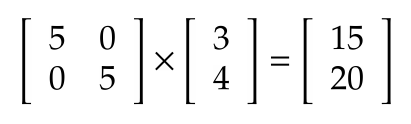 [ 5 0 ] × [ 3 ] = [ 15 ]
[ 0 5 ] [ 4 ] [ 20 ]